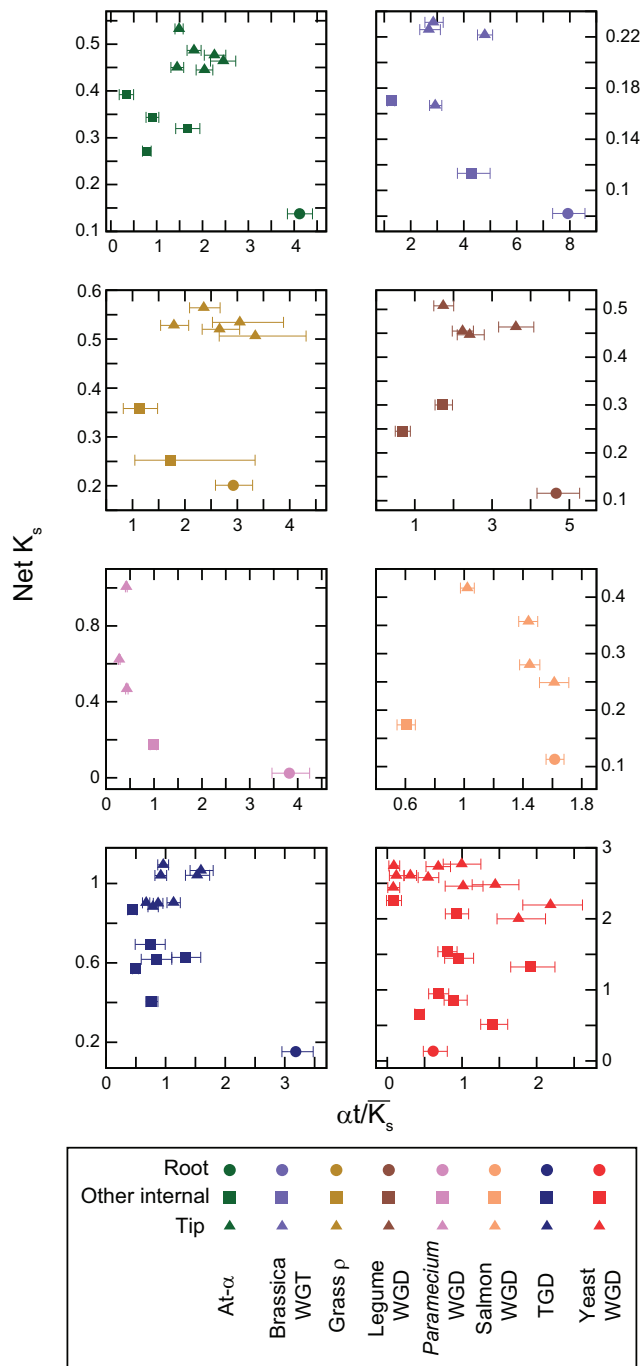 0.5
0.4
0.3
0.2
0.1
0 1 2 3 4
0.22
0.18
0.14
0.1
2 4 6 8
0.6
0.5
0.4
0.3
0.2
1 2 3 4
0.5
0.4
0.3
0.2
0.1
1 3 5
Net Ks
0.8
0.4
0
0 1 2 3 4
0.4
0.3
0.2
0.1
0.6 1 1.4 1.8
1
0.6
0.2
0 1 3
3
2
1
0
0 1 2
αt/K̅s
Root
Other internal
Tip
At-α
Brassica
WGT
Grass ρ
Legume
WGD
Paramecium
WGD
Salmon
WGD
TGD
Yeast
WGD